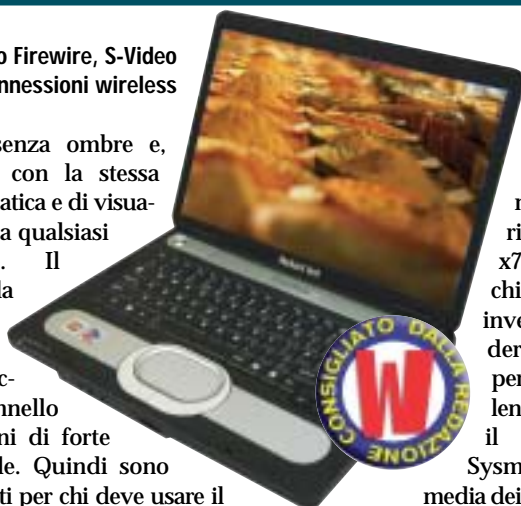 o Firewire, S-Video
nnessioni wireless
senza ombre e,
con la stessa
atica e di visua-
a qualsiasi
. Il
la
c-
nnello
ni di forte
le. Quindi sono
ti per chi deve usare il
CONSIGLIATO DALLA REDAZIONE
W
ri
x7
chi
inve
der
per
len
il
Sysm
media dei